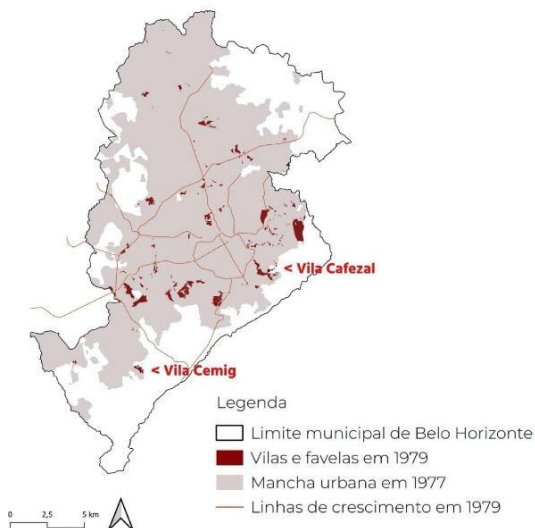 < Vila Cafezal
< Vila Cemig
Legenda
Limite municipal de Belo Horizonte
Vilas e favelas em 1979
Mancha urbana em 1977
Linhas de crescimento em 1979
0 2,5 5 km